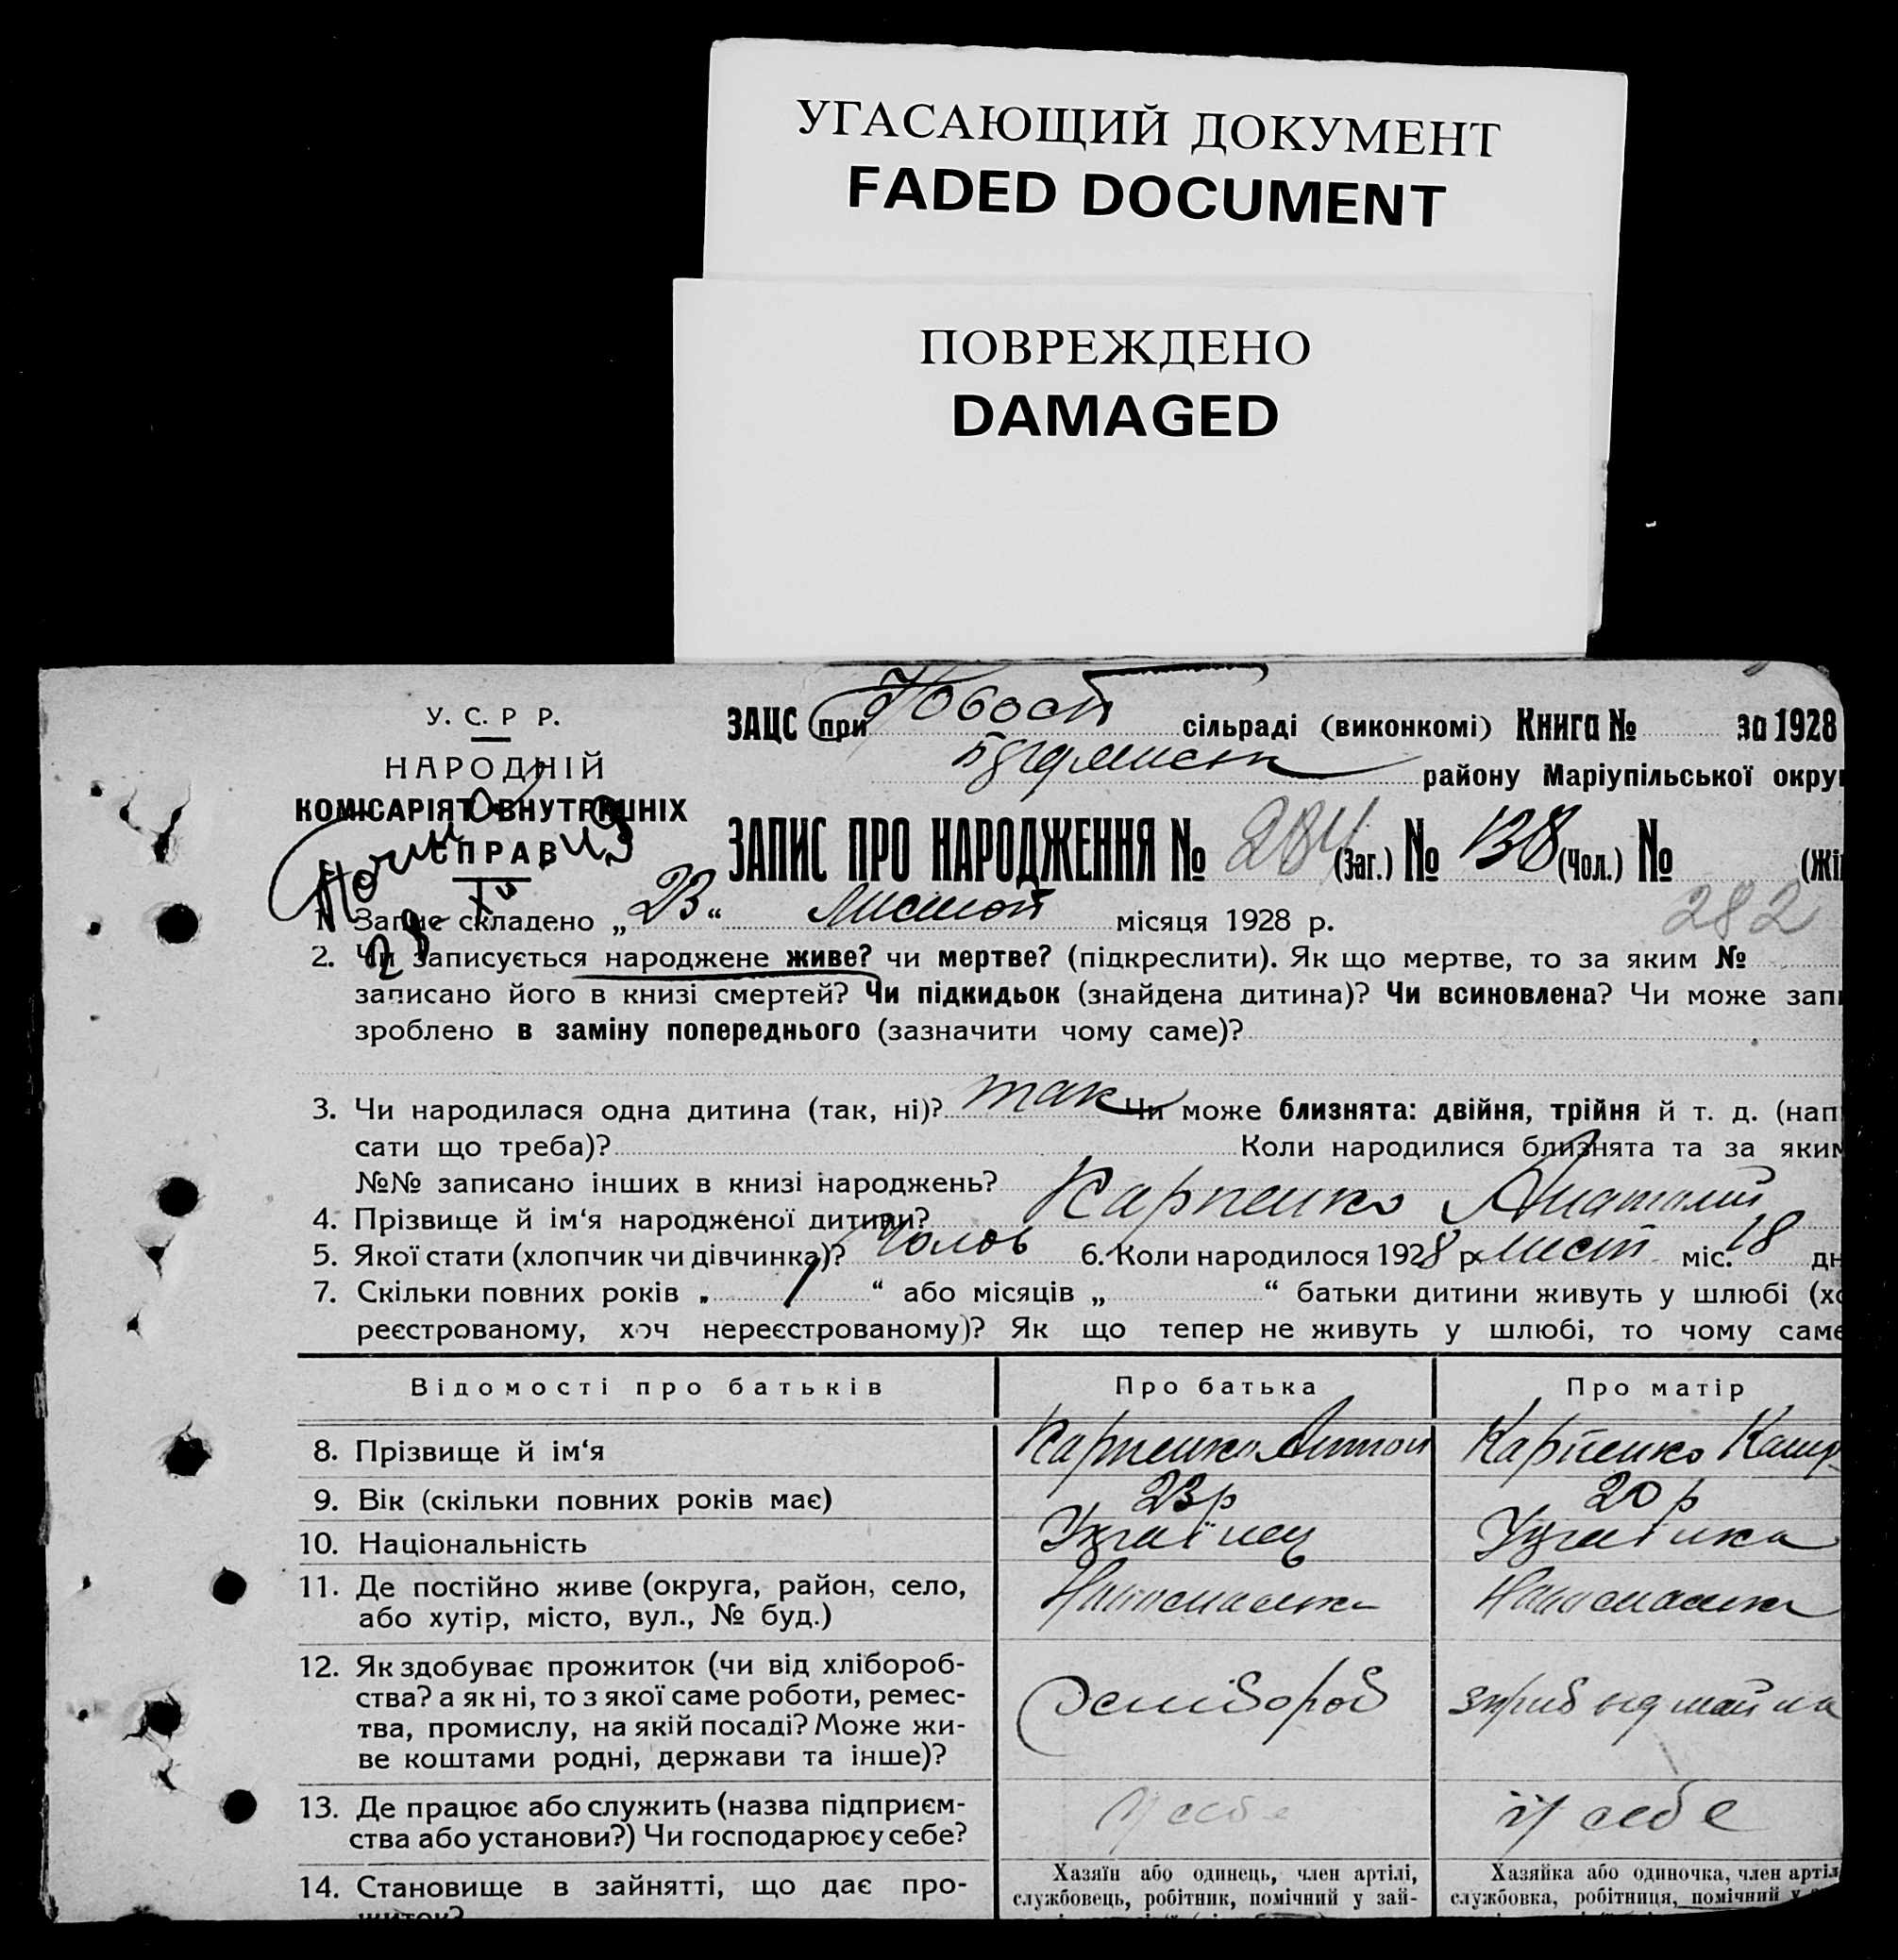 УГАСАЮЩИЙ ДОКУМЕНТ
FADED DOCUMENT
ПОВРЕЖДЕНО
DAMAGED
У. С. Р Р.
НАРОДНІЙ
КОМІСАРІЯТ ВНУТРІШНІХ
СПРАВ
ЗАЦС при сільраді (виконкомі) Книга № за 1928
району Маріупільської окру
ЗАПИС ПРО НАРОДЖЕННЯ № 284 (Заг.) № 138 (Чол.) № (Жі
282
1. Запис складено „23“ листоп місяця 1928 р.
2. Чи записується народжене живе? чи мертве? (підкреслити). Як що мертве, то за яким №
записано його в книзі смертей? Чи підкидьок (знайдена дитина)? Чи всиновлена? Чи може зап
зроблено в заміну попереднього (зазначити чому саме)?
3. Чи народилася одна дитина (так, ні)? так Чи може близнята: двійня, трійня й т. д. (нап
сати що треба)? Коли народилися близнята та за яким
№№ записано інших в книзі народжень?
4. Прізвище й ім‘я народженої дитини? Карпенко Анатолій
5. Якої стати (хлопчик чи дівчинка)? Чолов 6. Коли народилося 1928 р. лист міс. 18 дн
7. Скільки повних років „ 1 “ або місяців „ “ батьки дитини живуть у шлюбі (хо
реєстрованому, хоч нереєстрованому)? Як що тепер не живуть у шлюбі, то чому саме
Відомості про батьків Про батька Про матір
8. Прізвище й ім‘я Карпенко Антон Карпенко Катер
9. Вік (скільки повних років має) 23 р 20 р
10. Національність Українец Українка
11. Де постійно живе (округа, район, село,
або хутір, місто, вул., № буд.)
12. Як здобуває прожиток (чи від хлібороб-
ства? а як ні, то з якої саме роботи, ремес-
тва, промислу, на якій посаді? Може жи-
ве коштами родні, держави та інше)?
13. Де працює або служить (назва підприєм-
ства або установи?) Чи господарює у себе?
у себе у себе
14. Становище в зайнятті, що дає про-
житок?
Хазяїн або одинець, член артілі,
службовець, робітник, помічний у зай-
Хазяйка або одиночка, член артіл
службовка, робітниця, помічний у